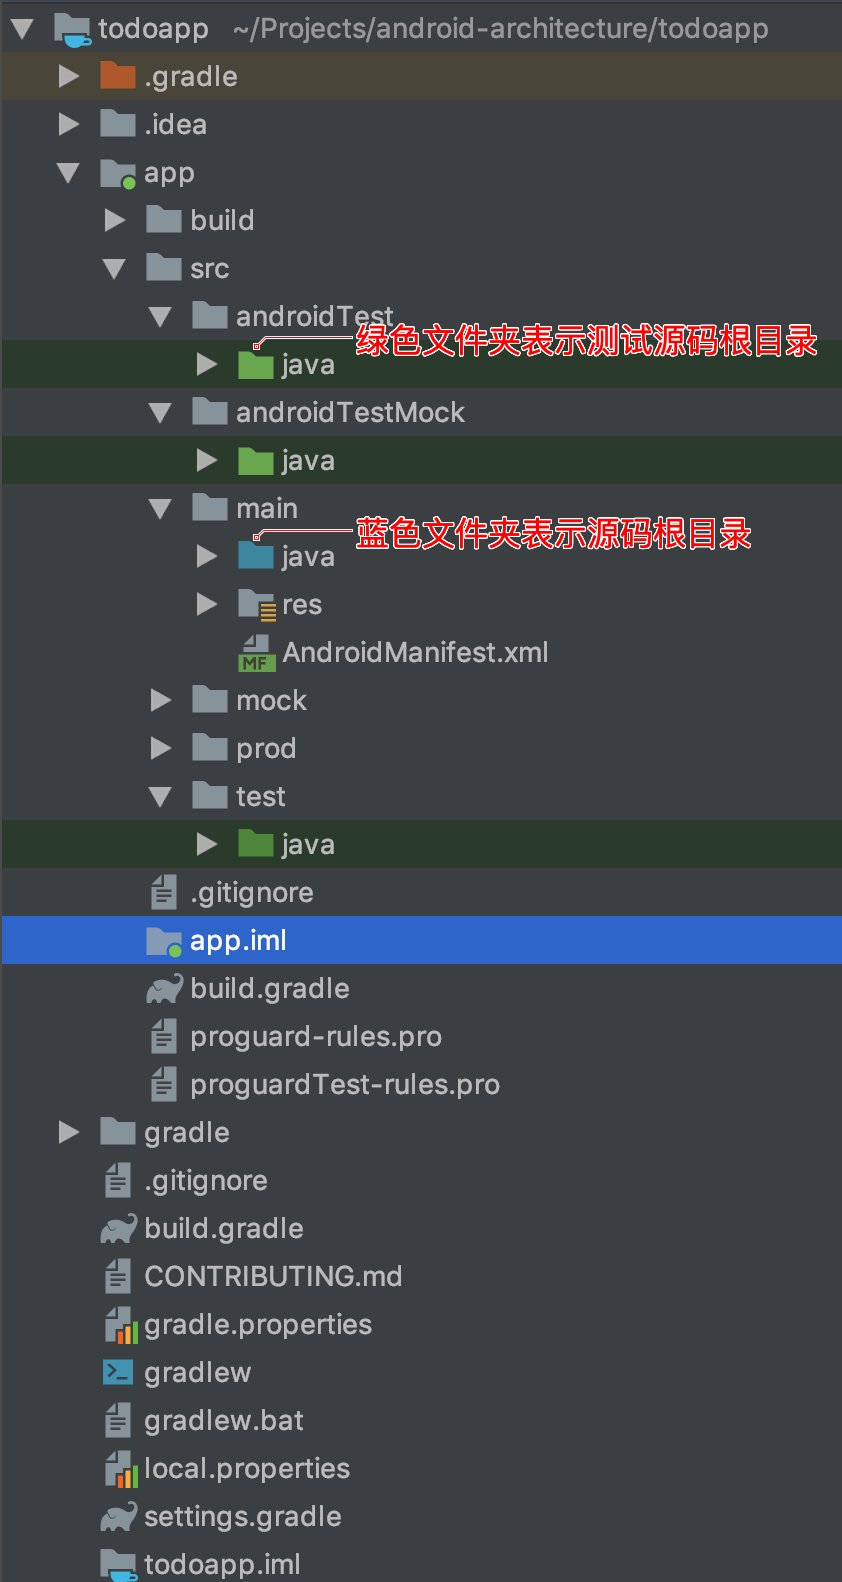 todoapp ~/Projects/android-architecture/todoapp
.gradle
.idea
app
build
src
androidTest
绿色文件夹表示测试源码根目录
java
androidTestMock
java
main
蓝色文件夹表示源码根目录
java
res
MF AndroidManifest.xml
mock
prod
test
java
.gitignore
app.iml
build.gradle
proguard-rules.pro
proguardTest-rules.pro
gradle
.gitignore
build.gradle
CONTRIBUTING.md
gradle.properties
gradlew
gradlew.bat
local.properties
settings.gradle
todoapp.iml